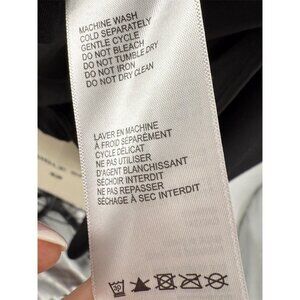 MACHINE WASH
COLD SEPARATELY
GENTLE CYCLE
DO NOT BLEACH
DO NOT TUMBLE DRY
DO NOT IRON
DO NOT DRY CLEAN
LAVER EN MACHINE
À FROID SÉPARÉMENT
CYCLE DÉLICAT
NE PAS UTILISER
D'AGENT BLANCHISSANT
SÉCHOIR INTERDIT
NE PAS REPASSER
SÉCHAGE À SEC INTERDIT
30